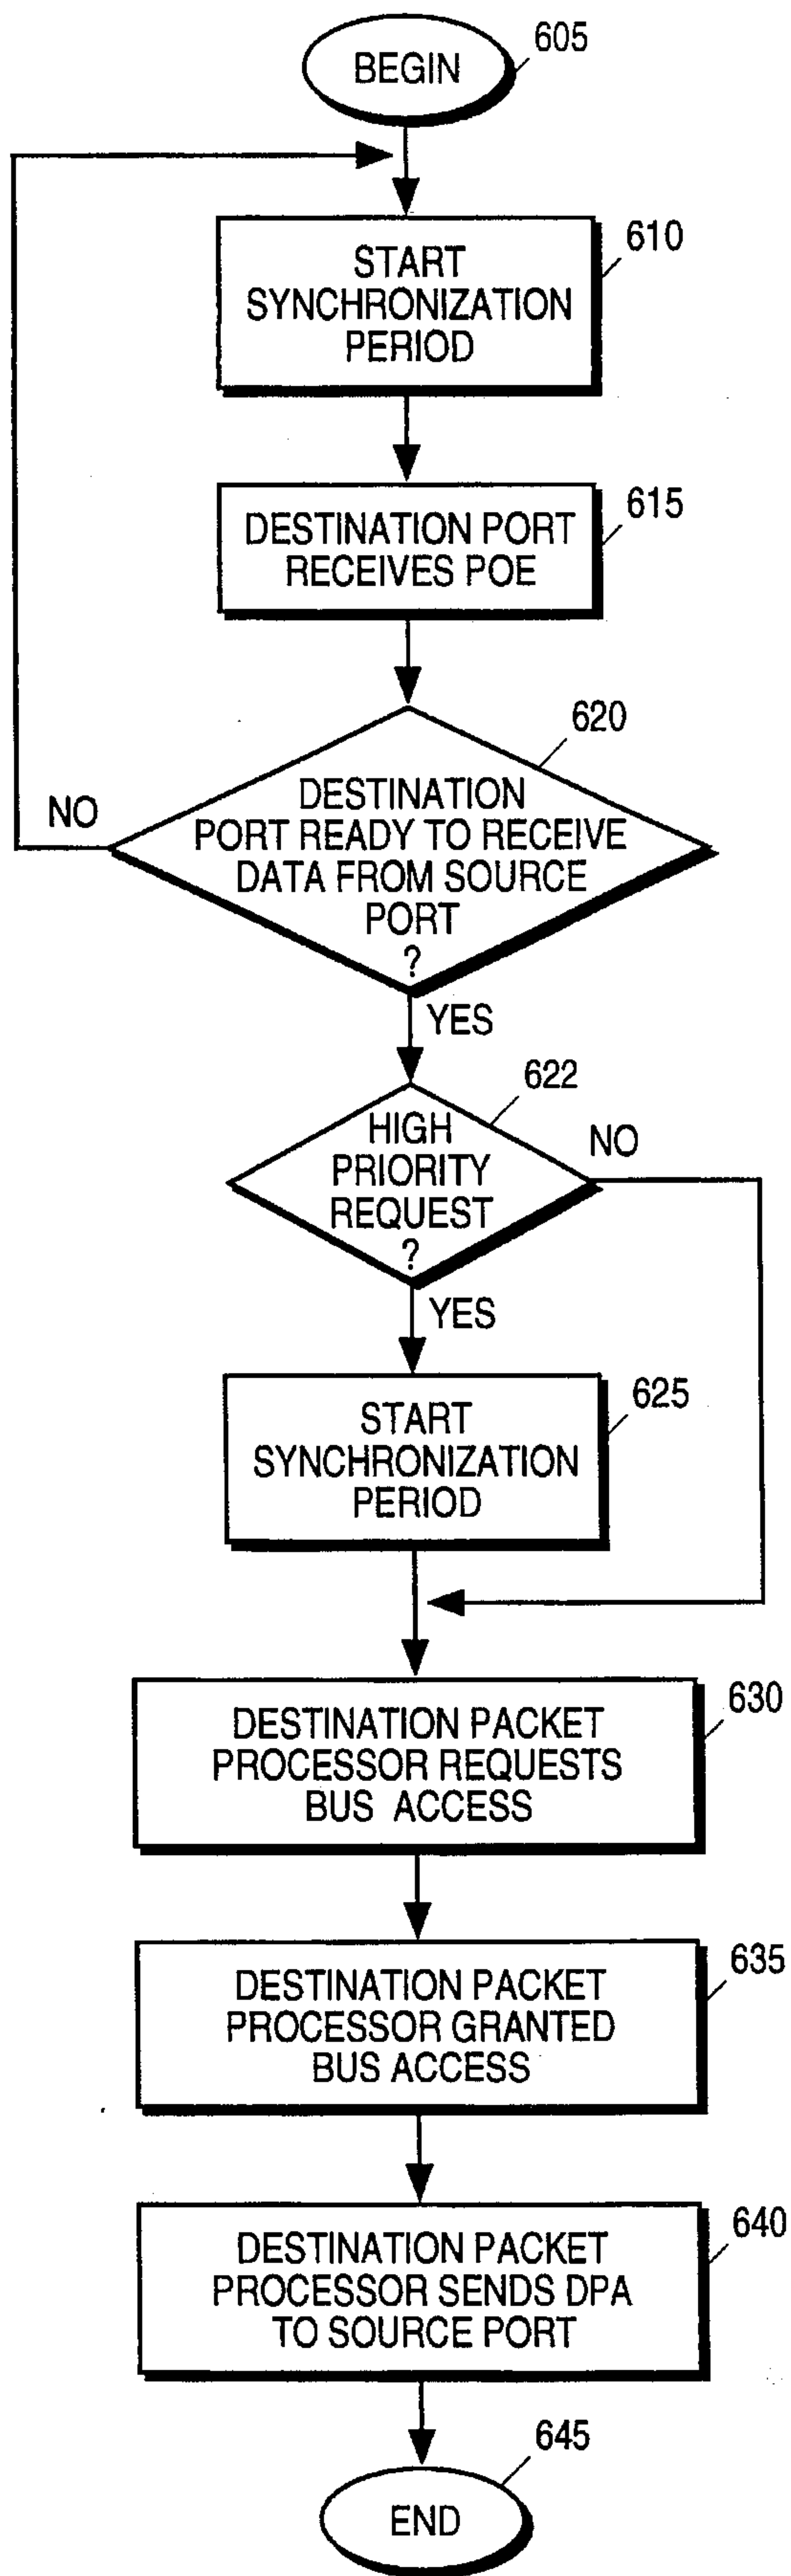 BEGIN
605
START
SYNCHRONIZATION
PERIOD
610
DESTINATION PORT
RECEIVES POE
615
DESTINATION
PORT READY TO RECEIVE
DATA FROM SOURCE
PORT
?
620
NO
YES
HIGH
PRIORITY
REQUEST
?
622
NO
YES
START
SYNCHRONIZATION
PERIOD
625
DESTINATION PACKET
PROCESSOR REQUESTS
BUS ACCESS
630
DESTINATION PACKET
PROCESSOR GRANTED
BUS ACCESS
635
DESTINATION PACKET
PROCESSOR SENDS DPA
TO SOURCE PORT
640
END
645